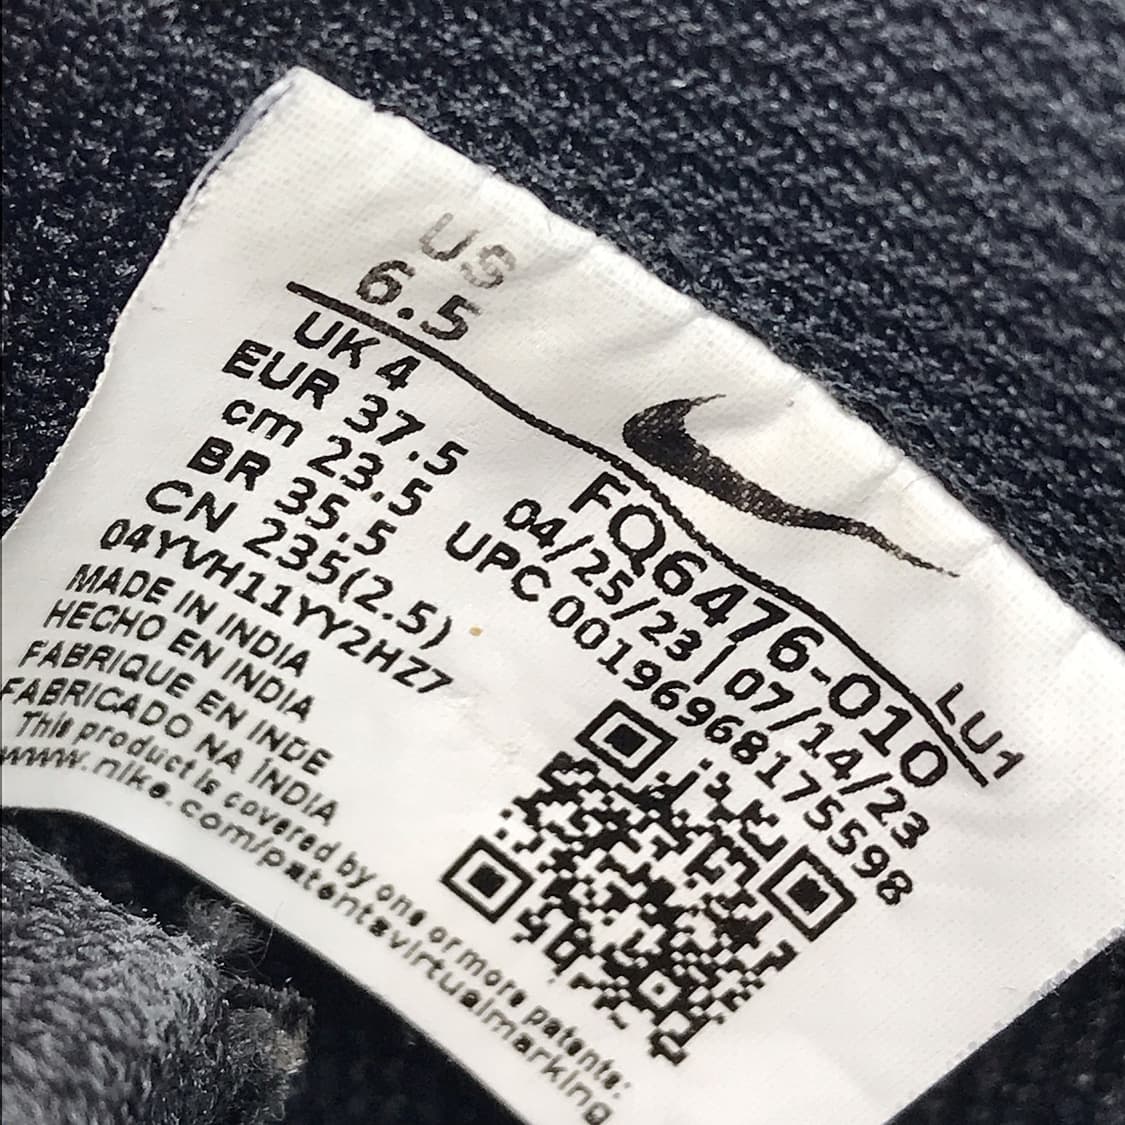 US
6.5
UK 4
EUR 37.5
cm 23.5
BR 35.5
CN 235(2.5)
04YVH11YY2HZ7
MADE IN INDIA
HECHO EN INDIA
FABRIQUE EN INDE
FABRICADO NA ÍNDIA
This product is covered by one or more patents:
www.nike.com/patentsvirtualmarking
LU1
FQ6476-010
04/25/23 | 07/14/23
UPC 00196968175598